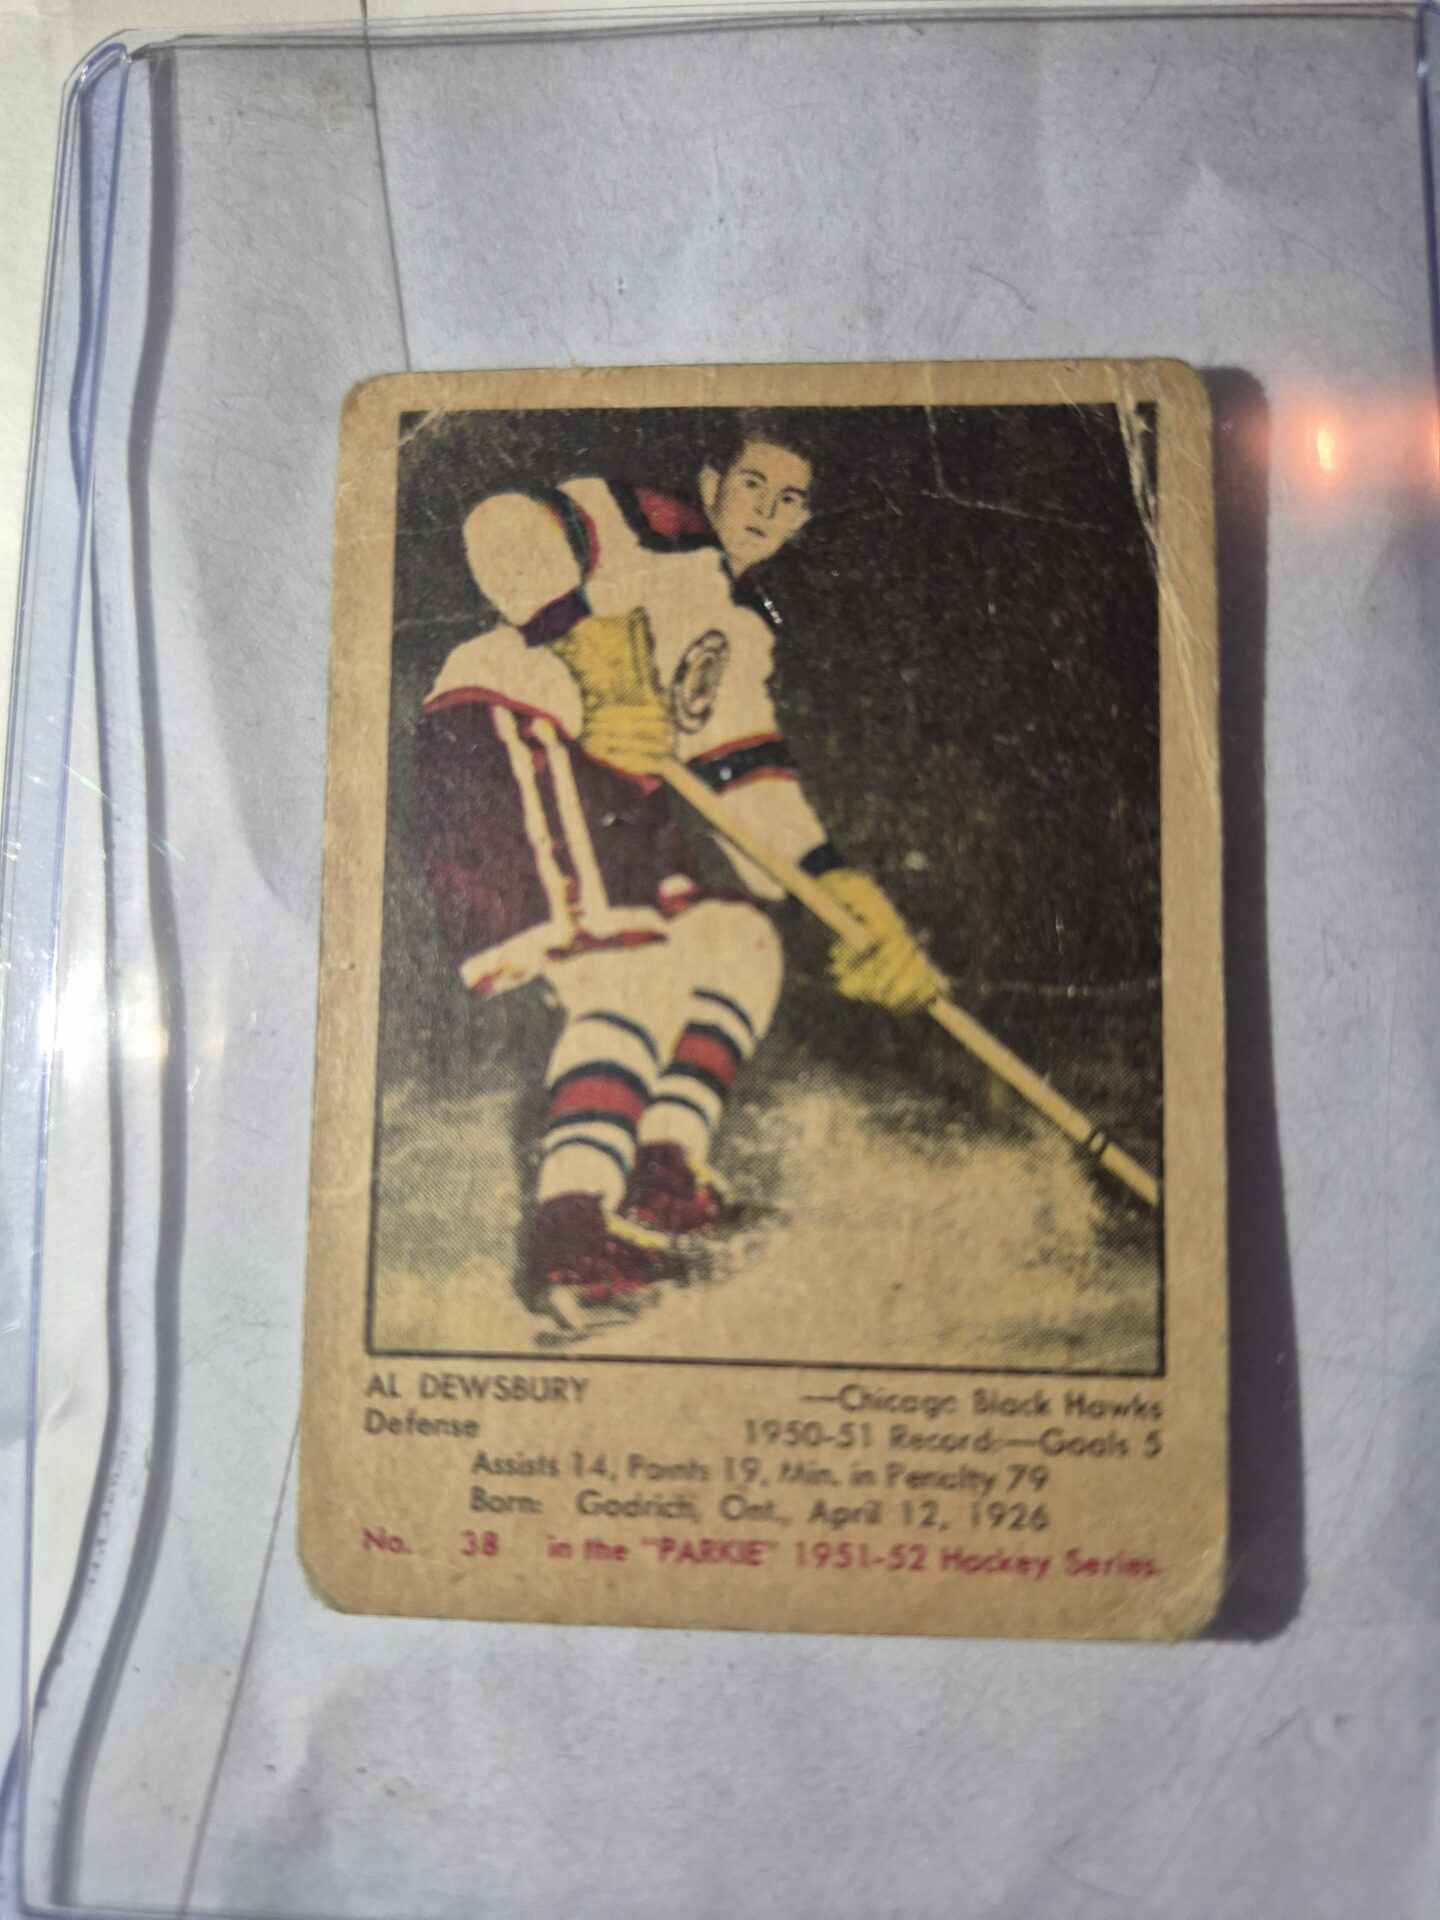 AL DEWSBURY —Chicago Black Hawks
Defense 1950-51 Record:—Goals 5
Assists 14, Points 19, Min. in Penalty 79
Born: Godrich, Ont., April 12, 1926
No. 38 in the "PARKIE" 1951-52 Hockey Series.